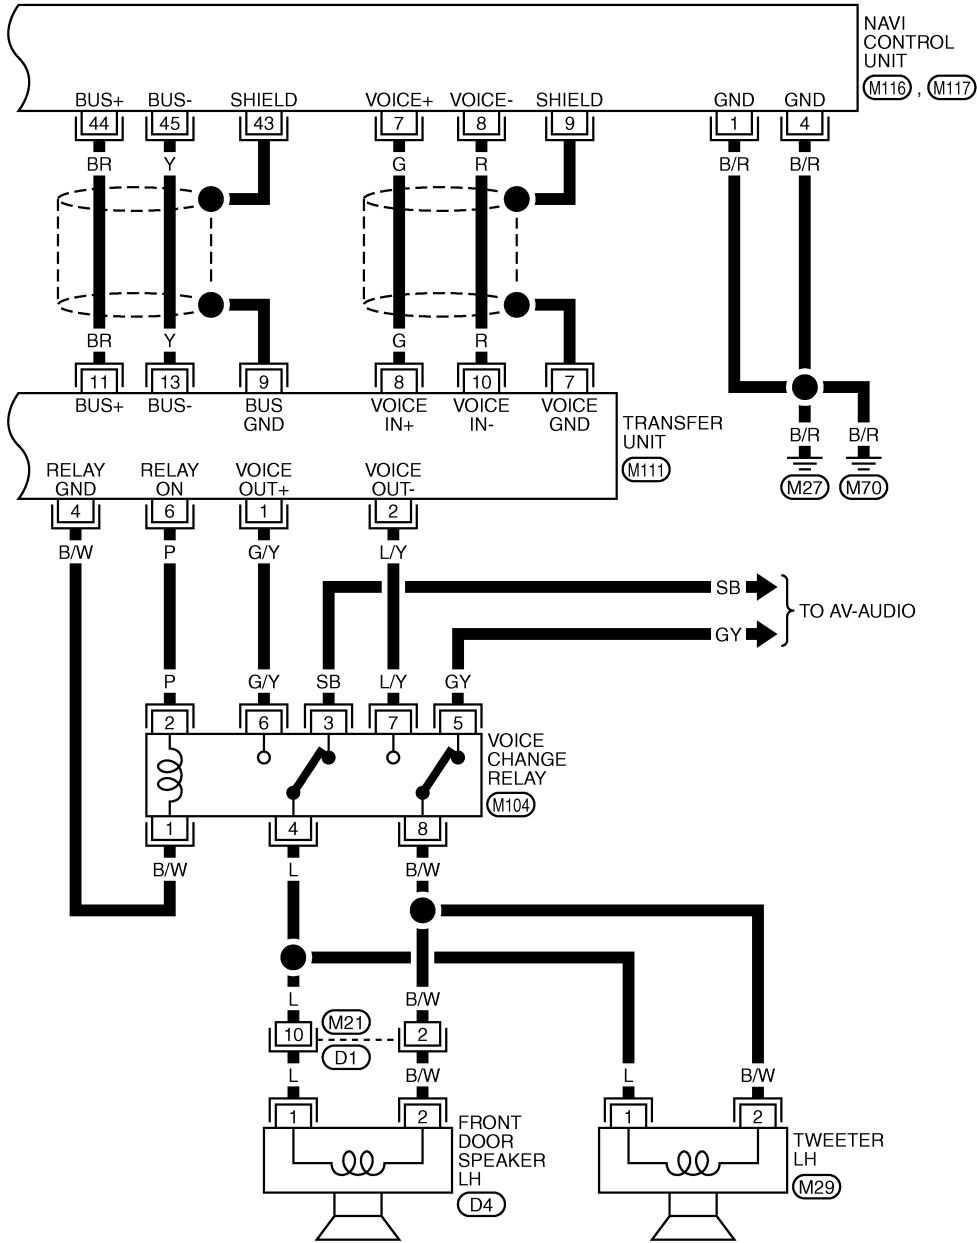 NAVI
CONTROL
UNIT
M116 , M117
BUS+ BUS- SHIELD VOICE+ VOICE- SHIELD GND GND
44 45 43 7 8 9 1 4
BR Y G R B/R B/R
BR Y G R
11 13 9 8 10 7
BUS+ BUS- BUS GND VOICE IN+ VOICE IN- VOICE GND
TRANSFER
UNIT
M111
B/R B/R
M27 M70
RELAY GND RELAY ON VOICE OUT+ VOICE OUT-
4 6 1 2
B/W P G/Y L/Y
SB
TO AV-AUDIO
GY
P G/Y SB L/Y GY
2 6 3 7 5
VOICE
CHANGE
RELAY
M104
1 4 8
B/W L B/W
L B/W
10 M21 2
D1
L B/W L B/W
1 2 1 2
FRONT
DOOR
SPEAKER
LH
D4
TWEETER
LH
M29